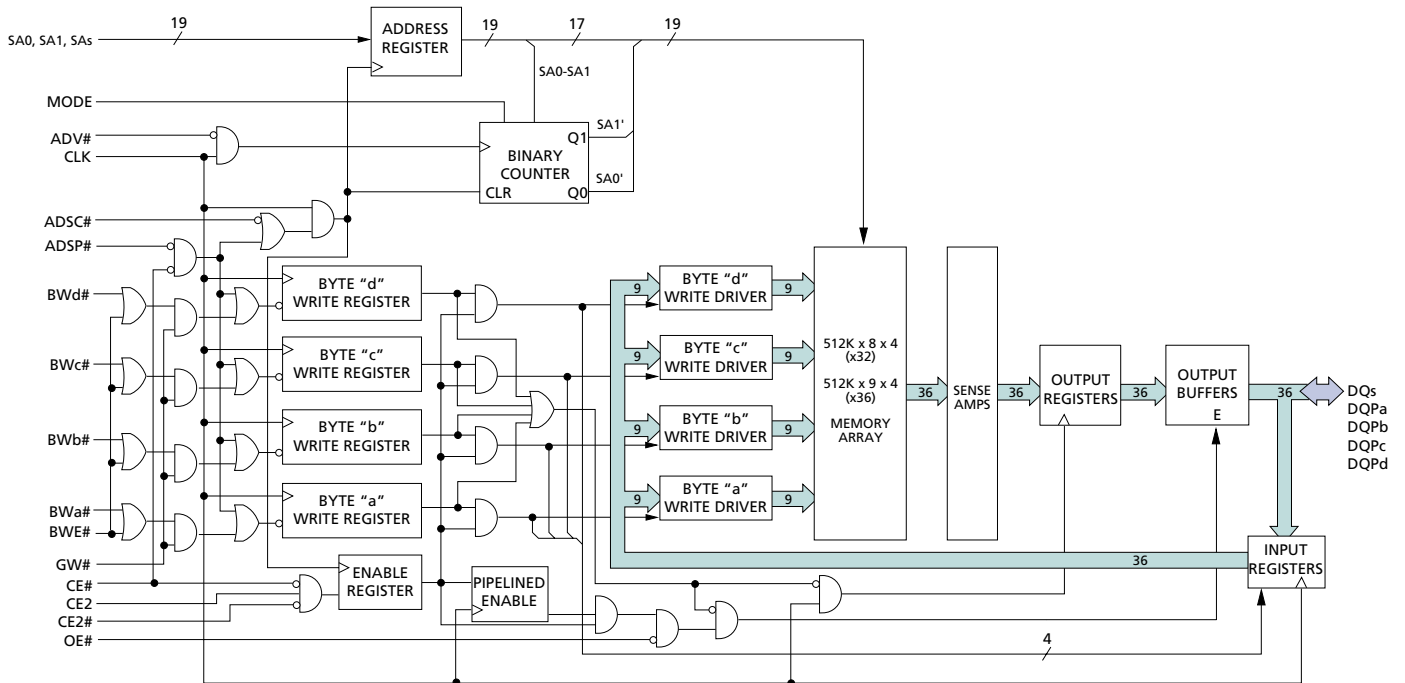 SA0, SA1, SAs
19
ADDRESS
REGISTER
19
17
19
SA0-SA1
MODE
ADV#
CLK
BINARY
COUNTER
Q1
SA1'
CLR
Q0
SA0'
ADSC#
ADSP#
BWd#
BYTE “d”
WRITE REGISTER
9
BYTE “d”
WRITE DRIVER
9
BWc#
BYTE “c”
WRITE REGISTER
9
BYTE “c”
WRITE DRIVER
9
BWb#
BYTE “b”
WRITE REGISTER
9
BYTE “b”
WRITE DRIVER
9
BWa#
BWE#
BYTE “a”
WRITE REGISTER
9
BYTE “a”
WRITE DRIVER
9
512K x 8 x 4
(x32)
512K x 9 x 4
(x36)
MEMORY
ARRAY
36
SENSE
AMPS
36
OUTPUT
REGISTERS
36
OUTPUT
BUFFERS
E
36
DQs
DQPa
DQPb
DQPc
DQPd
GW#
CE#
CE2
CE2#
OE#
ENABLE
REGISTER
PIPELINED
ENABLE
36
INPUT
REGISTERS
4